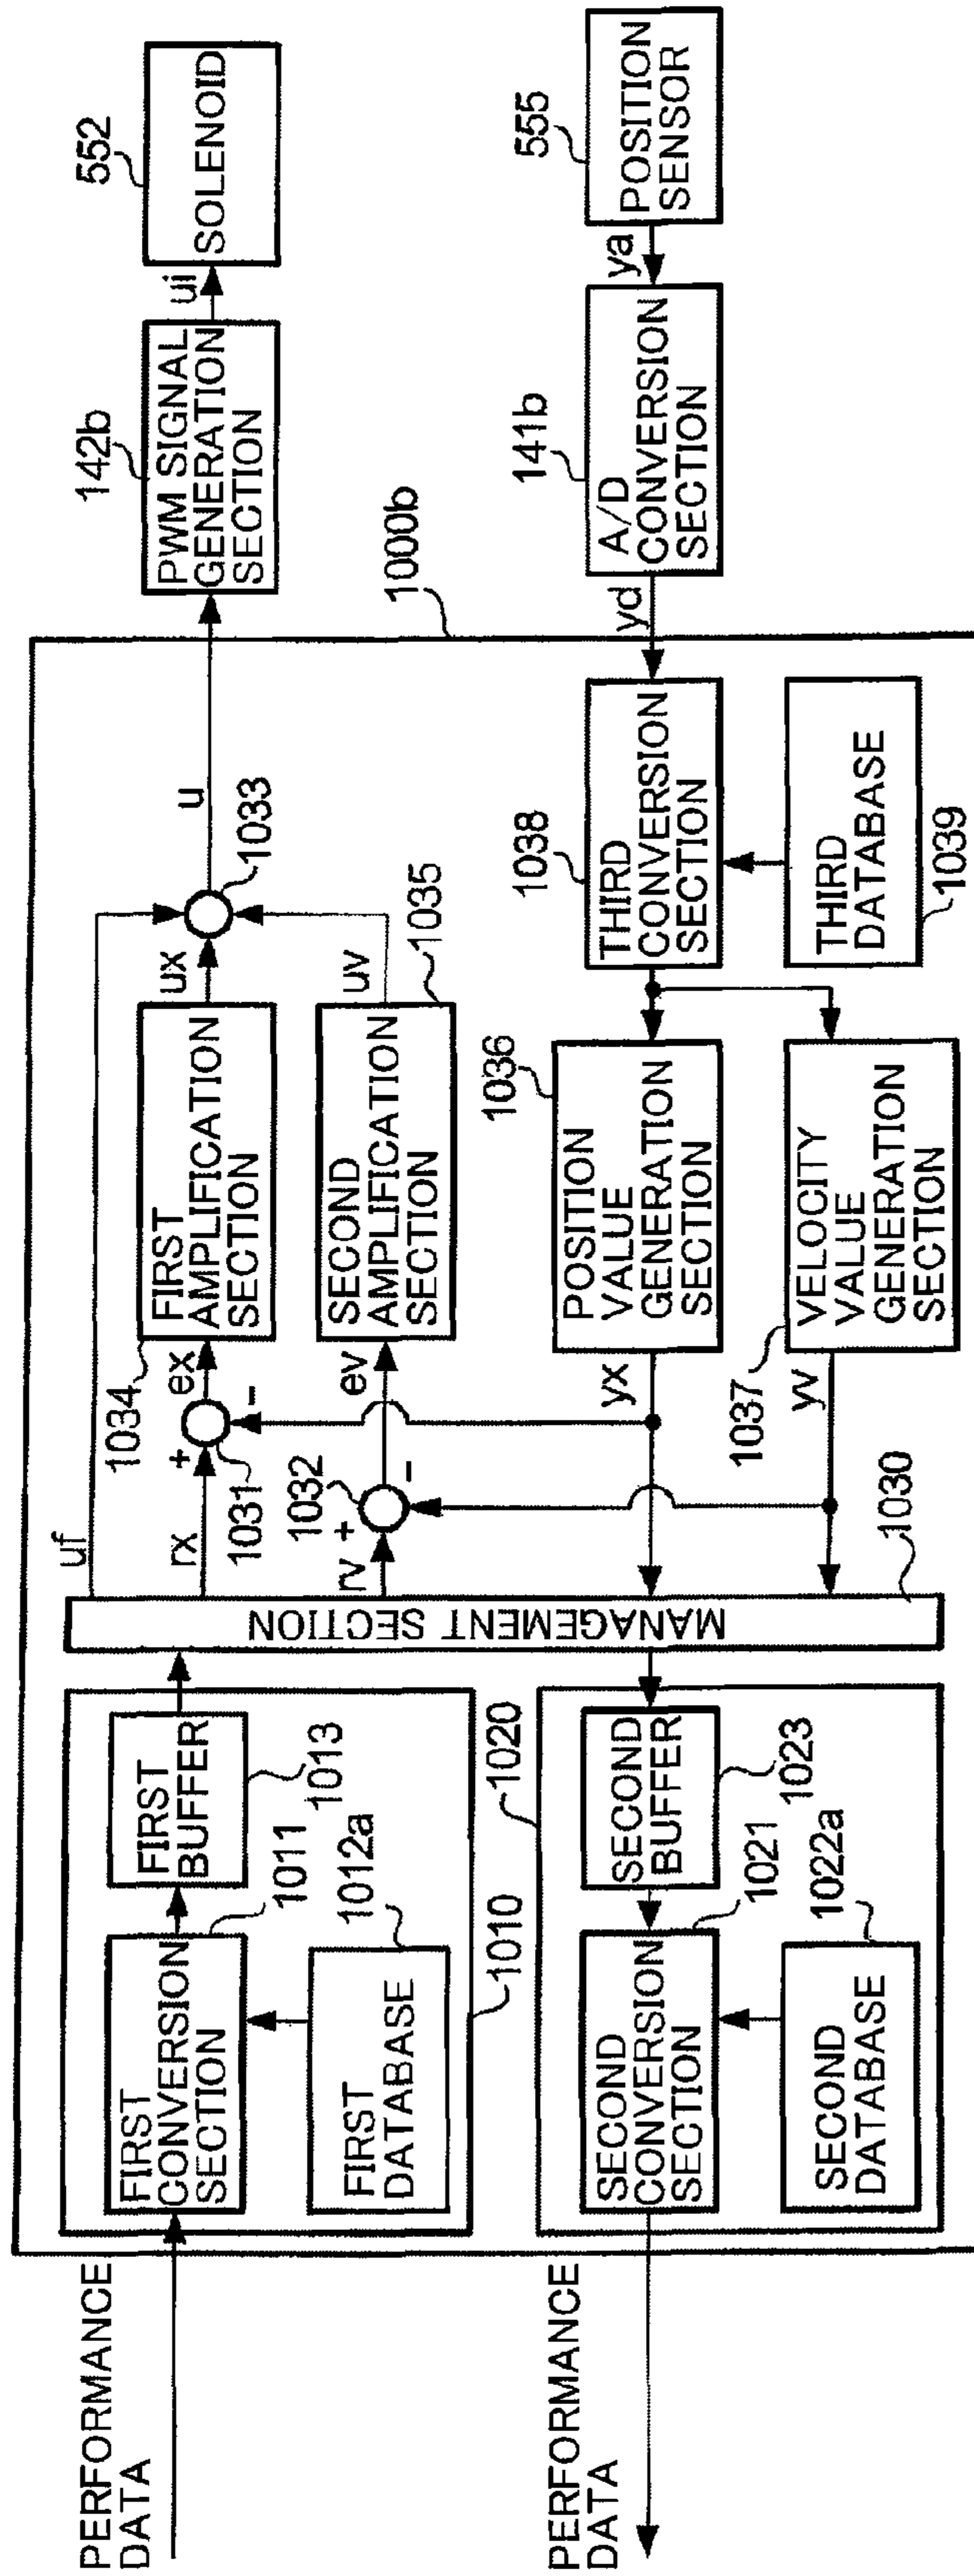 PERFORMANCE
DATA
FIRST
CONVERSION
SECTION
1011
FIRST
DATABASE
1012a
FIRST
BUFFER
1013
1010
PERFORMANCE
DATA
SECOND
CONVERSION
SECTION
1021
SECOND
DATABASE
1022a
SECOND
BUFFER
1023
1020
MANAGEMENT SECTION
1030
uf
rx
+
-
1031
ex
1034
FIRST
AMPLIFICATION
SECTION
ux
rv
+
-
1032
ev
SECOND
AMPLIFICATION
SECTION
1035
uv
1033
u
yx
POSITION
VALUE
GENERATION
SECTION
1036
yv
1037
VELOCITY
VALUE
GENERATION
SECTION
THIRD
CONVERSION
SECTION
1038
THIRD
DATABASE
1039
1000b
PWM SIGNAL
GENERATION
SECTION
142b
ui
SOLENOID
552
yd
A/D
CONVERSION
SECTION
141b
ya
POSITION
SENSOR
555